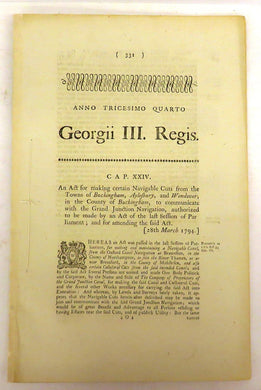 ( 331 )
ANNO TRICESIMO QUARTO
Georgii III. Regis.
CAP. XXIV.
An Act for making certain Navigable Cuts from the
Towns of Buckingham, Aylesbury, and Wendover,
in the County of Buckingham, to communicate
with the Grand Junction Navigation, authorized
to be made by an Act of the last Session of Par-
liament; and for amending the said Act.
[28th March 1794.]
WHEREAS an Act was passed in the last Session of Par-
liament, for making and maintaining a Navigable Canal
from the Oxford Canal Navigation at Braunston, in the
County of Northampton, to join the River Thames, at or
near Brentford, in the County of Middlesex, and also
certain Collateral Cuts from the said intended Canal; and
by the said Act several Persons are united and made One Body Politick
and Corporate, by the Name and Stile of The Company of Proprietors of
the Grand Junction Canal, for making the said Canal and Collateral Cuts,
and the several other Works necessary for carrying the said Act into
Execution: And whereas, by Levels and Surveys lately taken, it ap-
pears that the Navigable Cuts herein after described may be made to join
and communicate with the said intended Canal, which Cuts would be of
great Benefit and Advantage to all Persons residing or
having Estates near the said Cuts, and of publick Utility: But the same